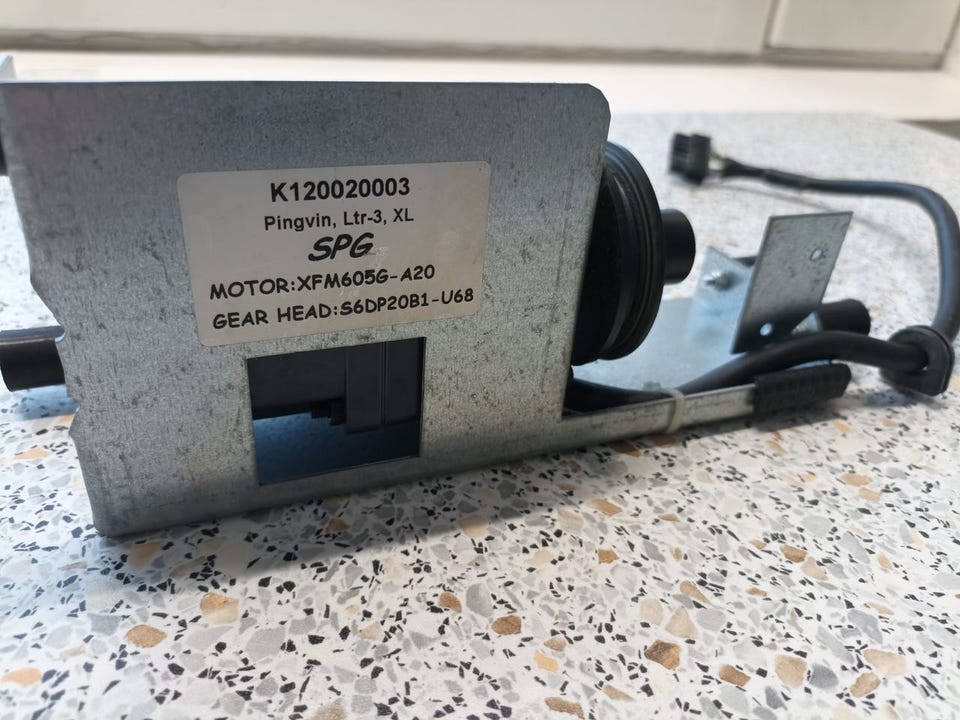 K120020003
Pingvin, Ltr-3, XL
SPG
MOTOR:XFM605G-A20
GEAR HEAD:S6DP20B1-U68